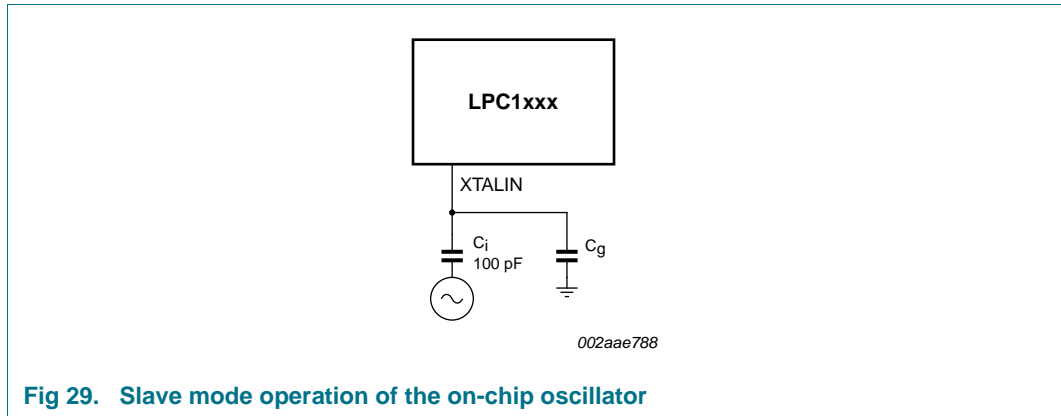 LPC1xxx
XTALIN
Ci
100 pF
Cg
002aae788
Fig 29. Slave mode operation of the on-chip oscillator